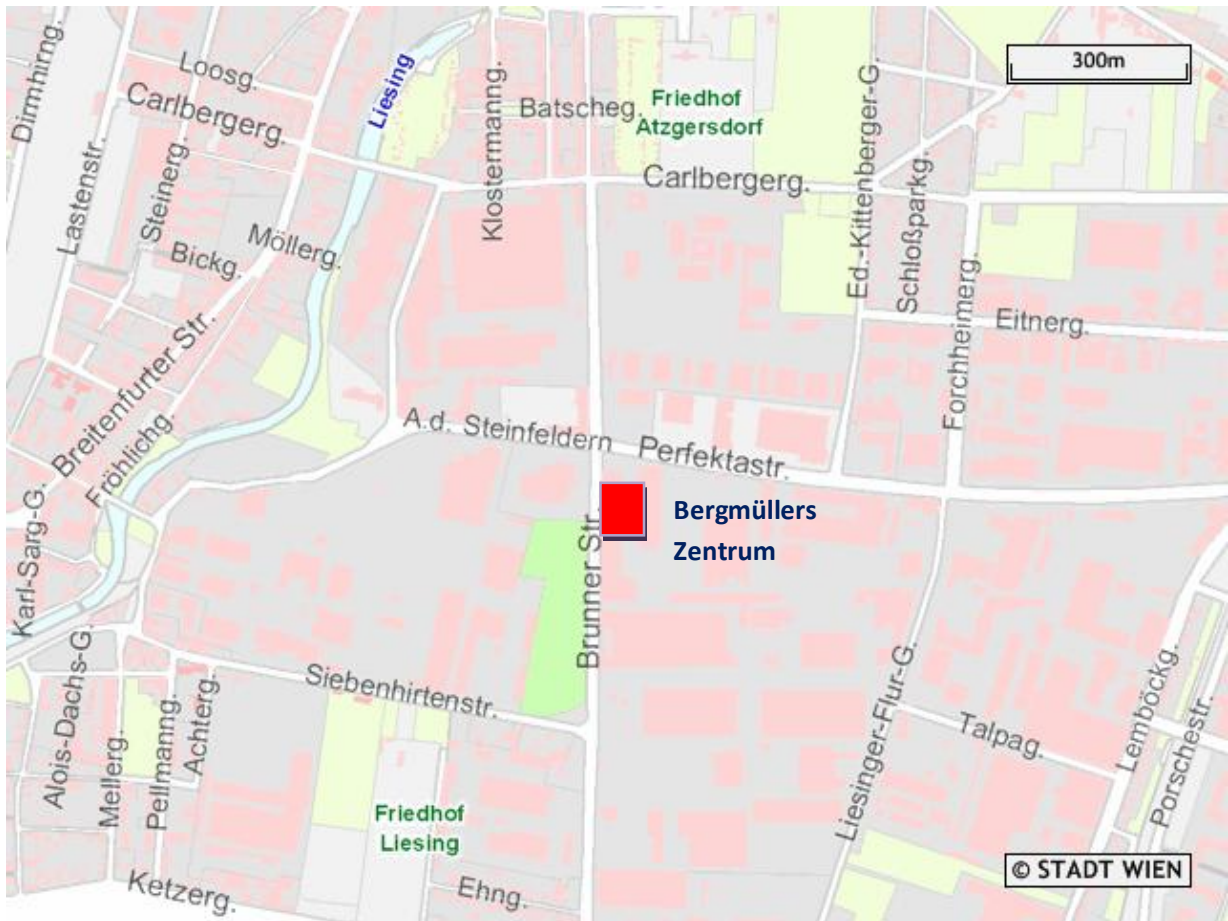 Dirmhirng.
Loosg.
Carlbergerg.
Liesing
Klostermanng.
Batscheg.
Friedhof
Atzgersdorf
Ed.-Kittenberger-G.
300m
Lastenstr.
Steinerg.
Bickg.
Möllerg.
Carlbergerg.
Schloßparkg.
Eitnerg.
Forchheimerg.
Breitenfurter Str.
Fröhlichg.
A.d. Steinfeldern
Perfektastr.
Karl-Sarg-G.
Brunner Str.
Bergmüllers
Zentrum
Alois-Dachs-G.
Mellerg.
Pellmanng.
Achterg.
Siebenhirtenstr.
Liesinger-Flur-G.
Talpag.
Lemböckg.
Porschestr.
Friedhof
Liesing
Ketzerg.
Ehng.
© STADT WIEN